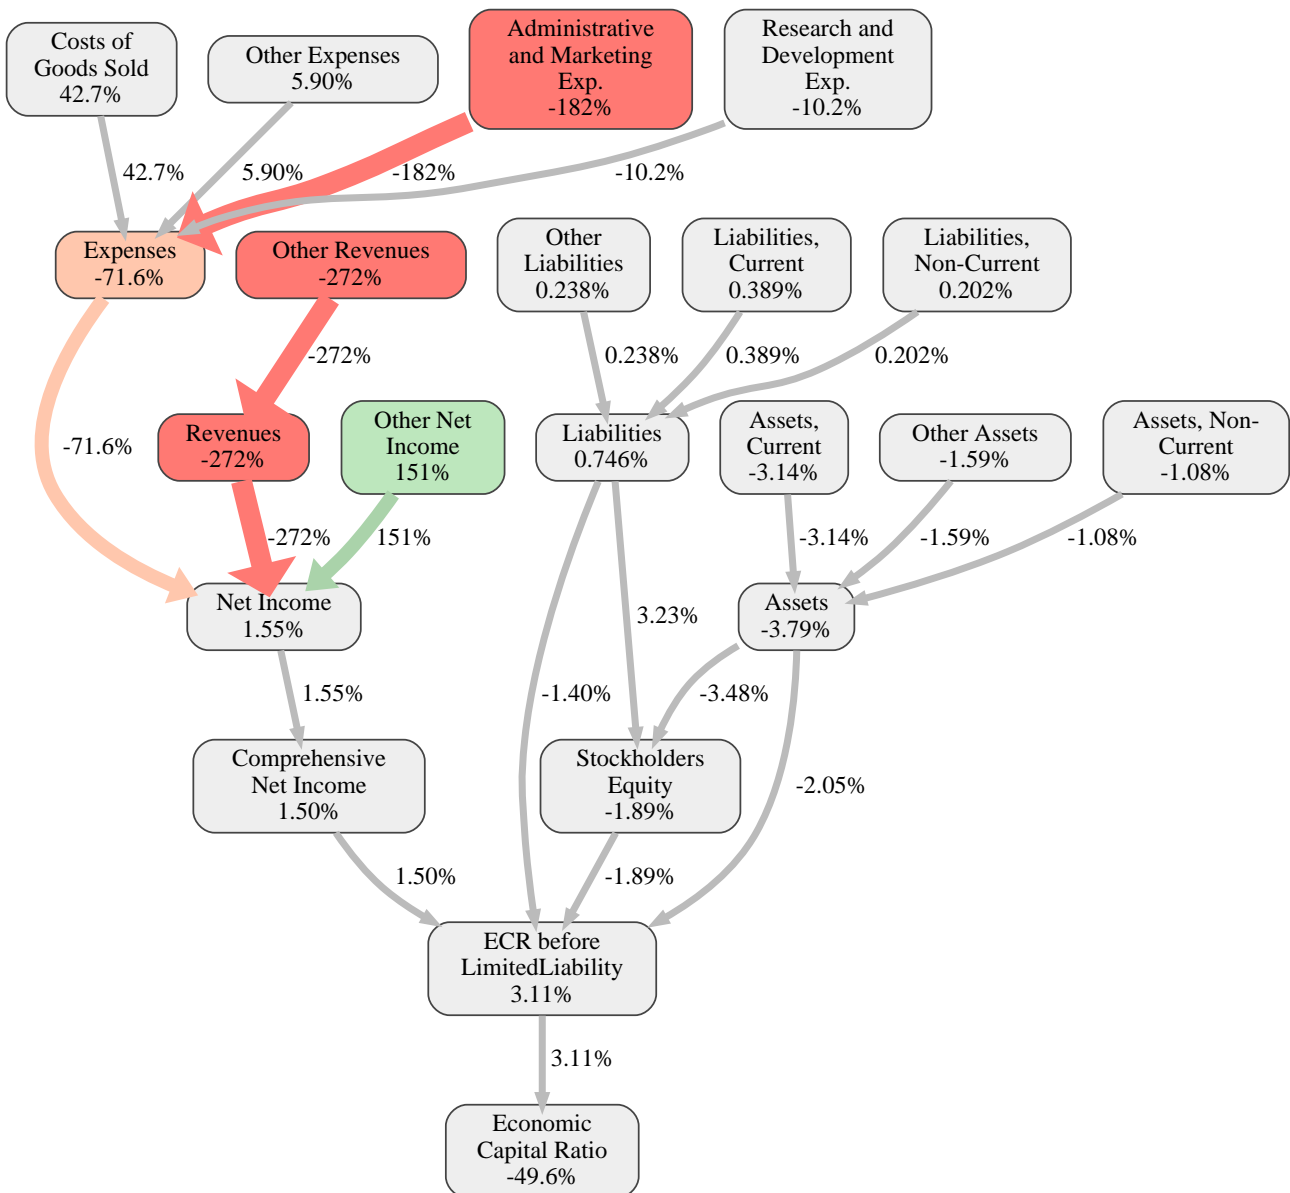 Costs of
Goods Sold
42.7%
Other Expenses
5.90%
Administrative
and Marketing
Exp.
-182%
Research and
Development
Exp.
-10.2%
42.7%
5.90%
-182%
-10.2%
Expenses
-71.6%
Other Revenues
-272%
Other
Liabilities
0.238%
Liabilities,
Current
0.389%
Liabilities,
Non-Current
0.202%
-272%
0.238%
0.389%
0.202%
-71.6%
Revenues
-272%
Other Net
Income
151%
Liabilities
0.746%
Assets,
Current
-3.14%
Other Assets
-1.59%
Assets, Non-
Current
-1.08%
-272%
151%
-3.14%
-1.59%
-1.08%
Net Income
1.55%
3.23%
Assets
-3.79%
1.55%
-1.40%
-3.48%
Comprehensive
Net Income
1.50%
Stockholders
Equity
-1.89%
-2.05%
1.50%
-1.89%
ECR before
LimitedLiability
3.11%
3.11%
Economic
Capital Ratio
-49.6%